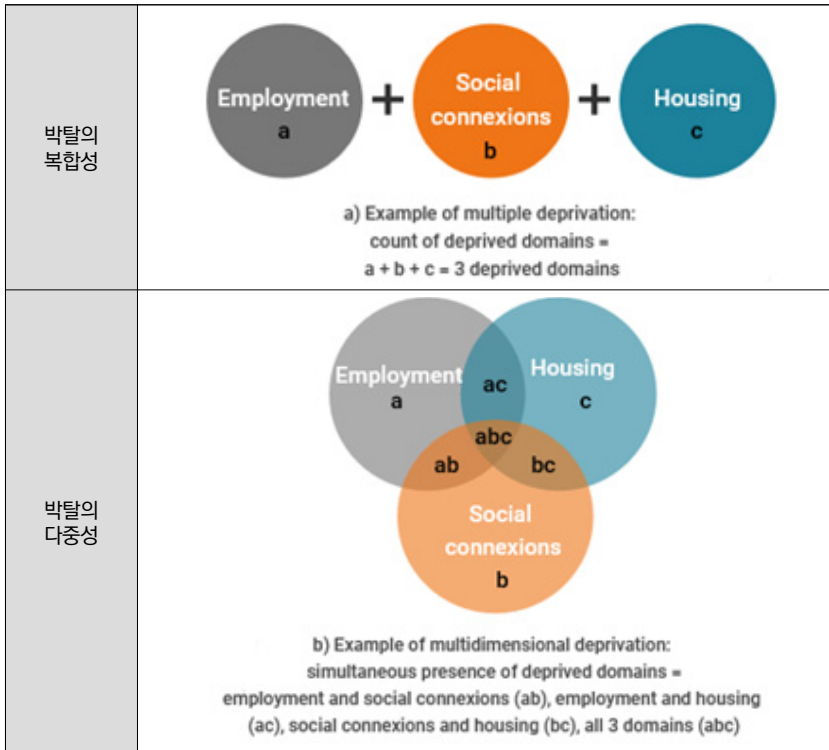 박탈의
복합성
Employment
a
+
Social
connexions
b
+
Housing
c
a) Example of multiple deprivation:
count of deprived domains =
a + b + c = 3 deprived domains
박탈의
다중성
Employment
a
ac
Housing
c
abc
ab
bc
Social
connexions
b
b) Example of multidimensional deprivation:
simultaneous presence of deprived domains =
employment and social connexions (ab), employment and housing
(ac), social connexions and housing (bc), all 3 domains (abc)